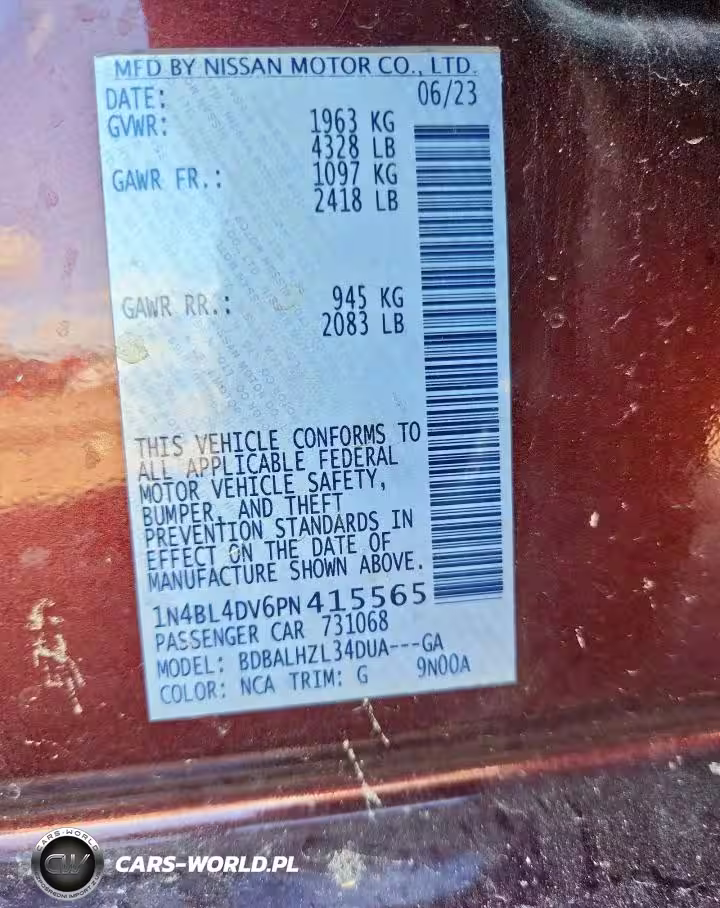 MFD BY NISSAN MOTOR CO., LTD.
DATE: 06/23
GVWR: 1963 KG
4328 LB
GAWR FR.: 1097 KG
2418 LB
GAWR RR.: 945 KG
2083 LB
THIS VEHICLE CONFORMS TO
ALL APPLICABLE FEDERAL
MOTOR VEHICLE SAFETY,
BUMPER, AND THEFT
PREVENTION STANDARDS IN
EFFECT ON THE DATE OF
MANUFACTURE SHOWN ABOVE.
1N4BL4DV6PN415565
PASSENGER CAR 731068
MODEL: BDBALHZL34DUA---GA
COLOR: NCA TRIM: G 9N00A
CARS-WORLD
CW
CARS-WORLD.PL